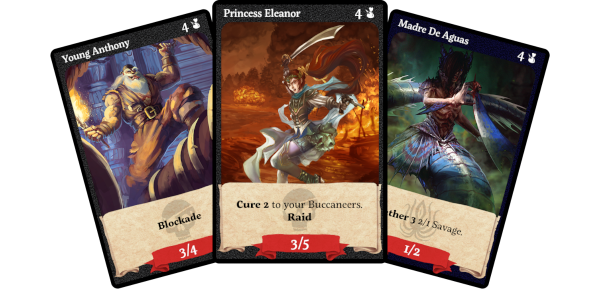 Young Anthony 4
Blockade
3/4
Princess Eleanor 4
Cure 2 to your Buccaneers.
Raid
3/5
Madre De Aguas 4
2/1 Savage.
1/2